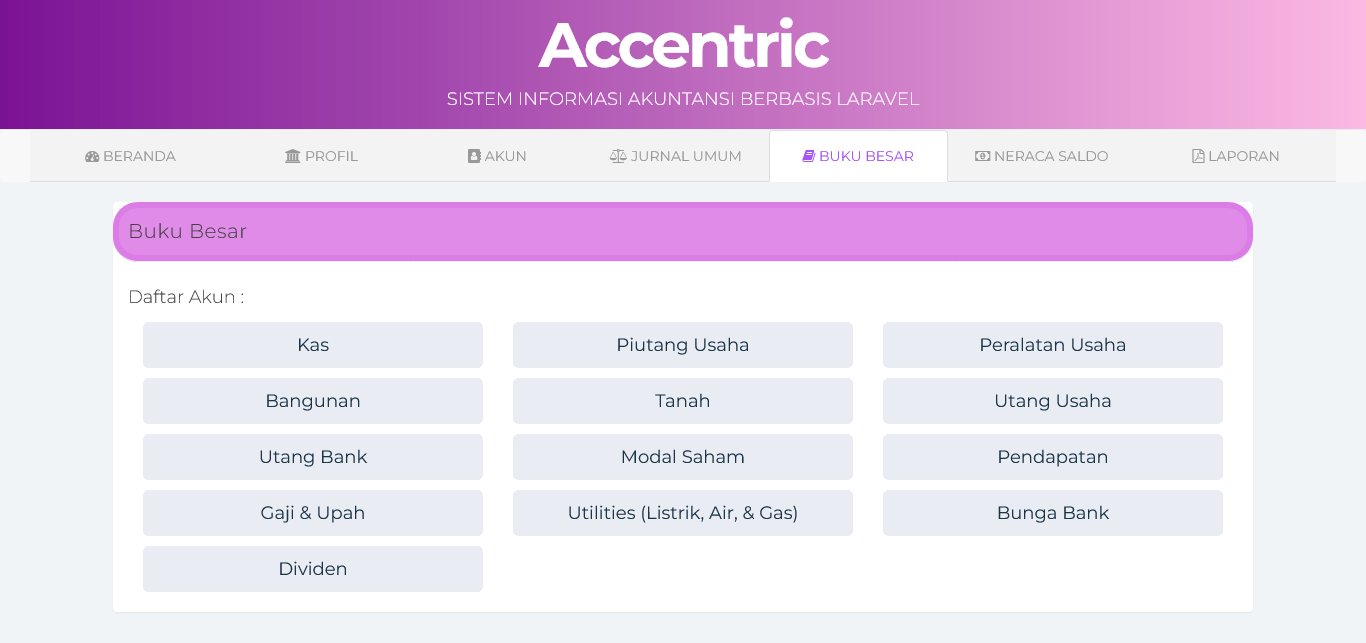 Accentric
SISTEM INFORMASI AKUNTANSI BERBASIS LARAVEL
BERANDA PROFIL AKUN JURNAL UMUM BUKU BESAR NERACA SALDO LAPORAN
Buku Besar
Daftar Akun :
Kas Piutang Usaha Peralatan Usaha
Bangunan Tanah Utang Usaha
Utang Bank Modal Saham Pendapatan
Gaji & Upah Utilities (Listrik, Air, & Gas) Bunga Bank
Dividen